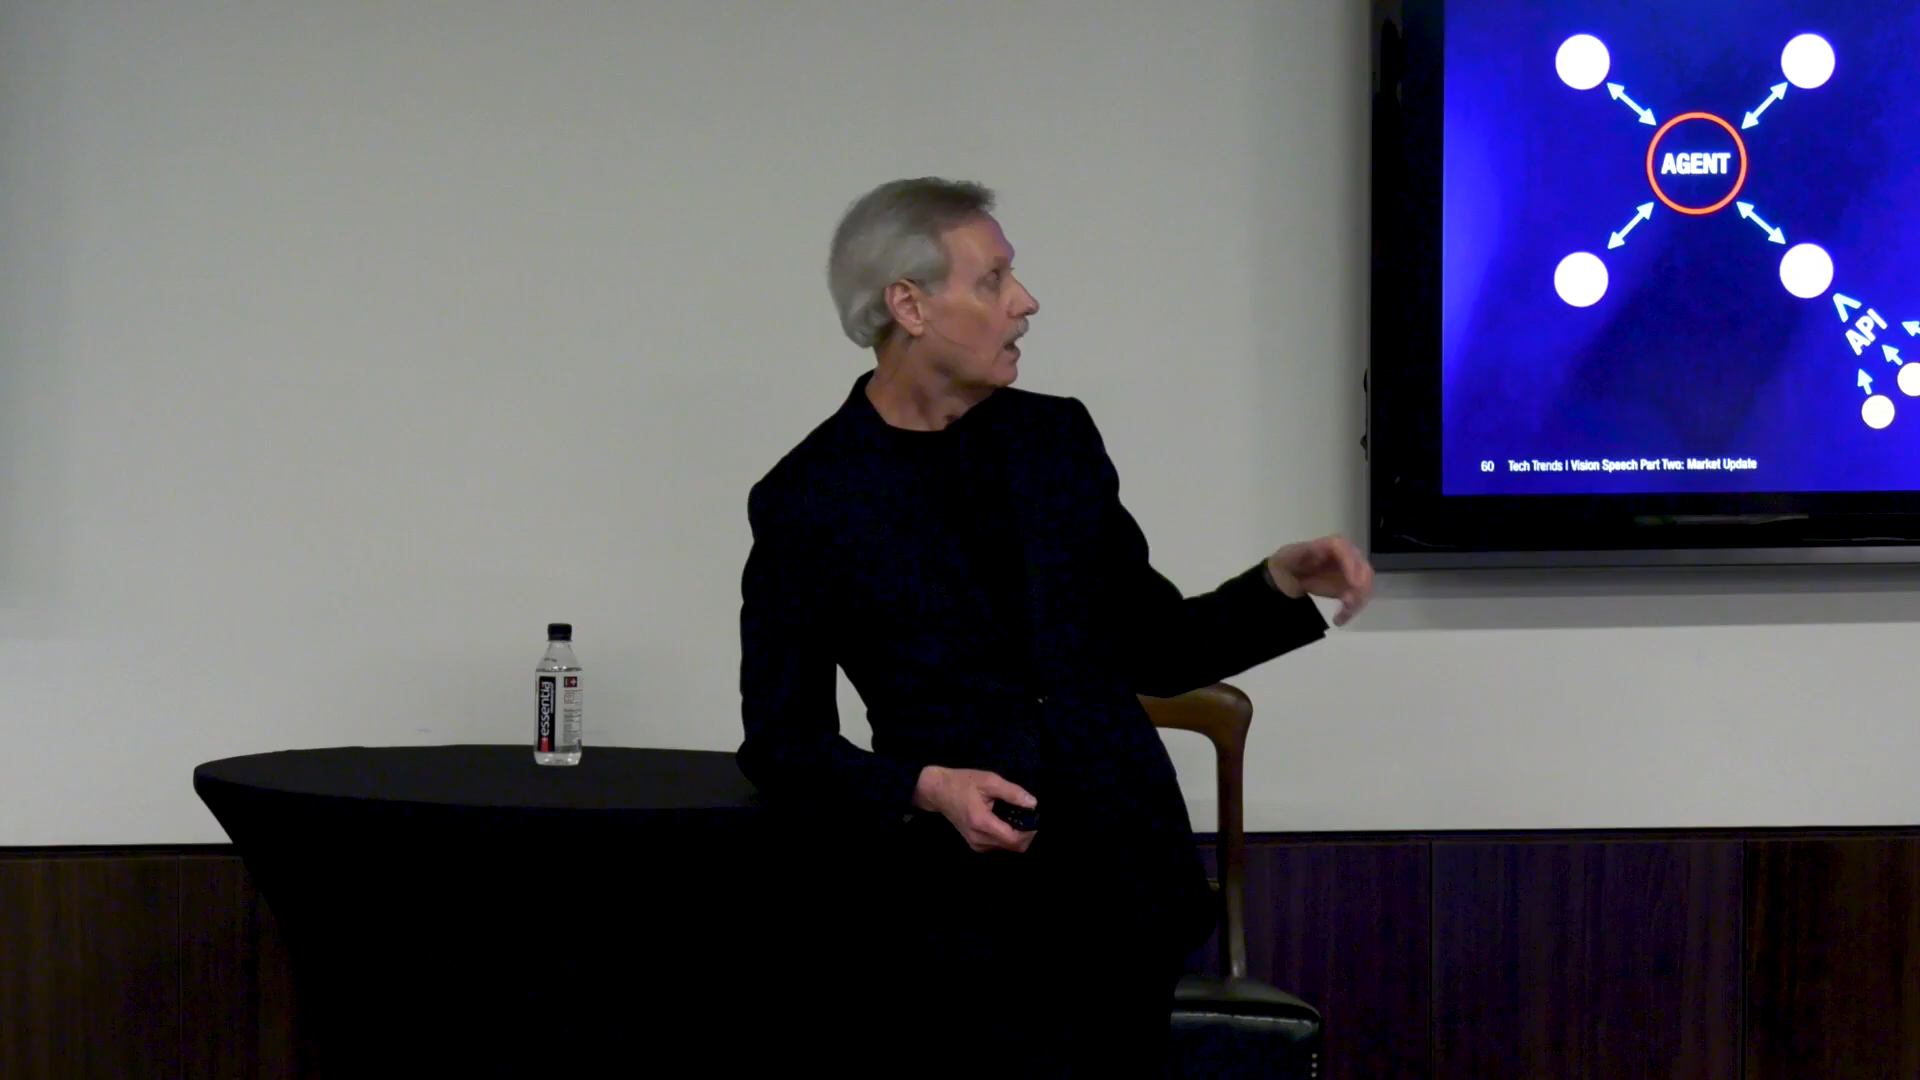 AGENT
API
60 Tech Trends | Vision Speech Part Two: Market Update
essentia